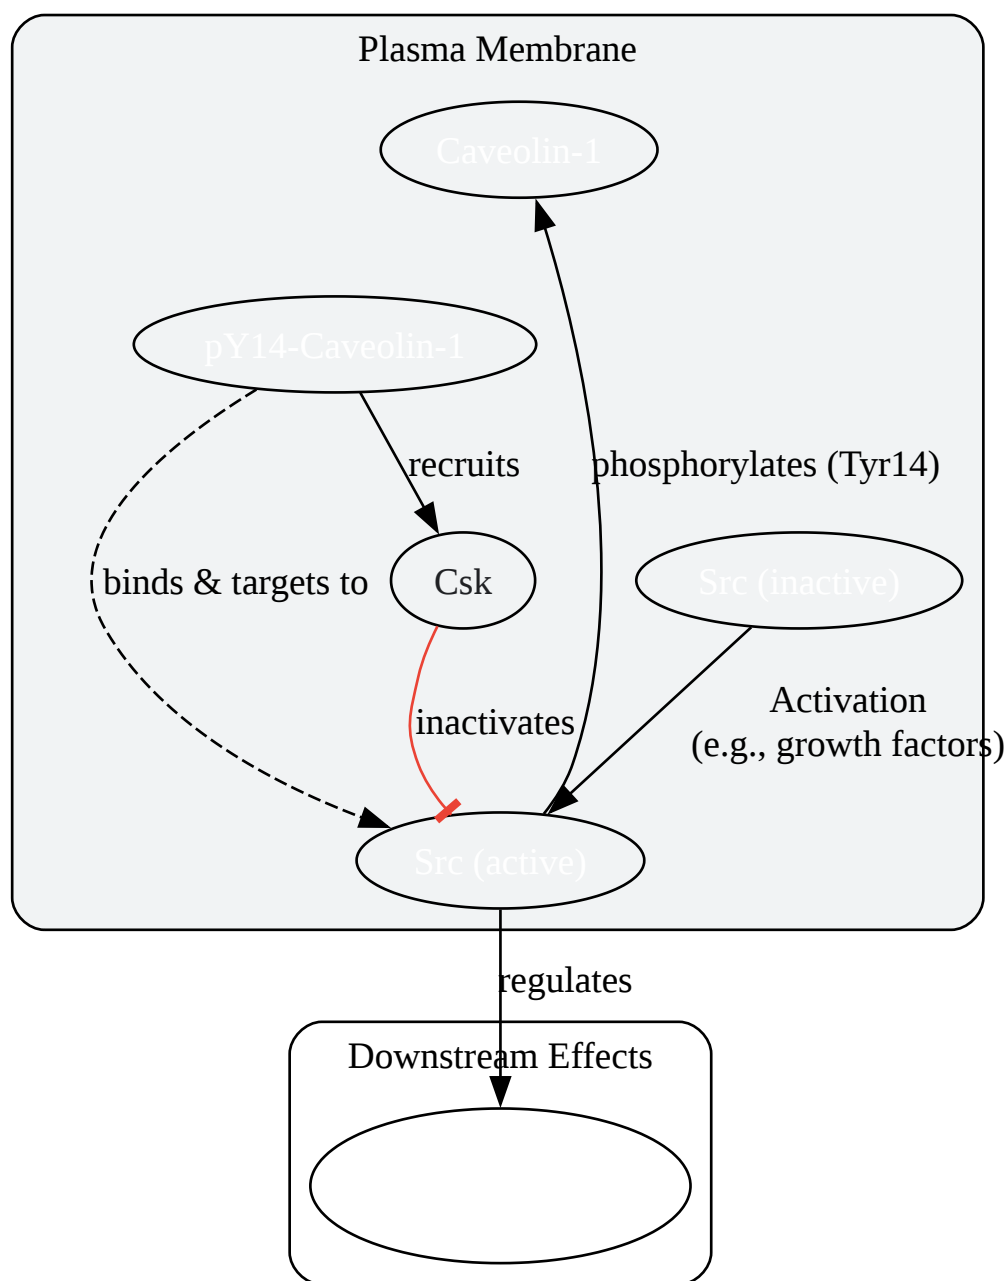 Plasma Membrane
Caveolin-1
pY14-Caveolin-1
recruits
phosphorylates (Tyr14)
binds & targets to
Csk
Src (inactive)
inactivates
Activation
(e.g., growth factors)
Src (active)
regulates
Downstream Effects